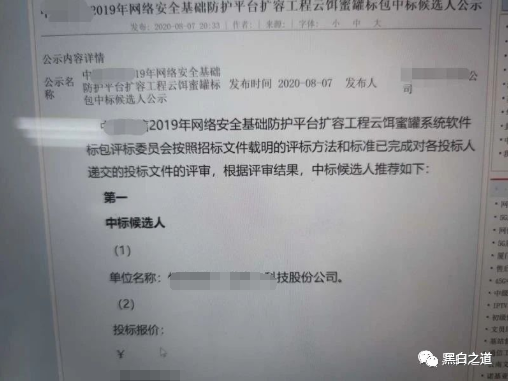 2019年网络安全基础防护平台扩容工程云饵蜜罐标包中标候选人公示
发布时间：2020-08-07 20:33 | 作者： | 来源： | 字体：
公示内容详情
公示名称
中 2019年网络安全基础
防护平台扩容工程云饵蜜罐标
包中标候选人公示
发布时间 2020-08-07 发布人
公司
中 2019年网络安全基础防护平台扩容工程云饵蜜罐系统软件
标包评标委员会按照招标文件载明的评标方法和标准已完成对各投标人
递交的投标文件的评审，根据评审结果，中标候选人推荐如下：
第一
中标候选人
（1）
单位名称： 科技股份公司。
（2）
投标报价：
¥
黑白之道